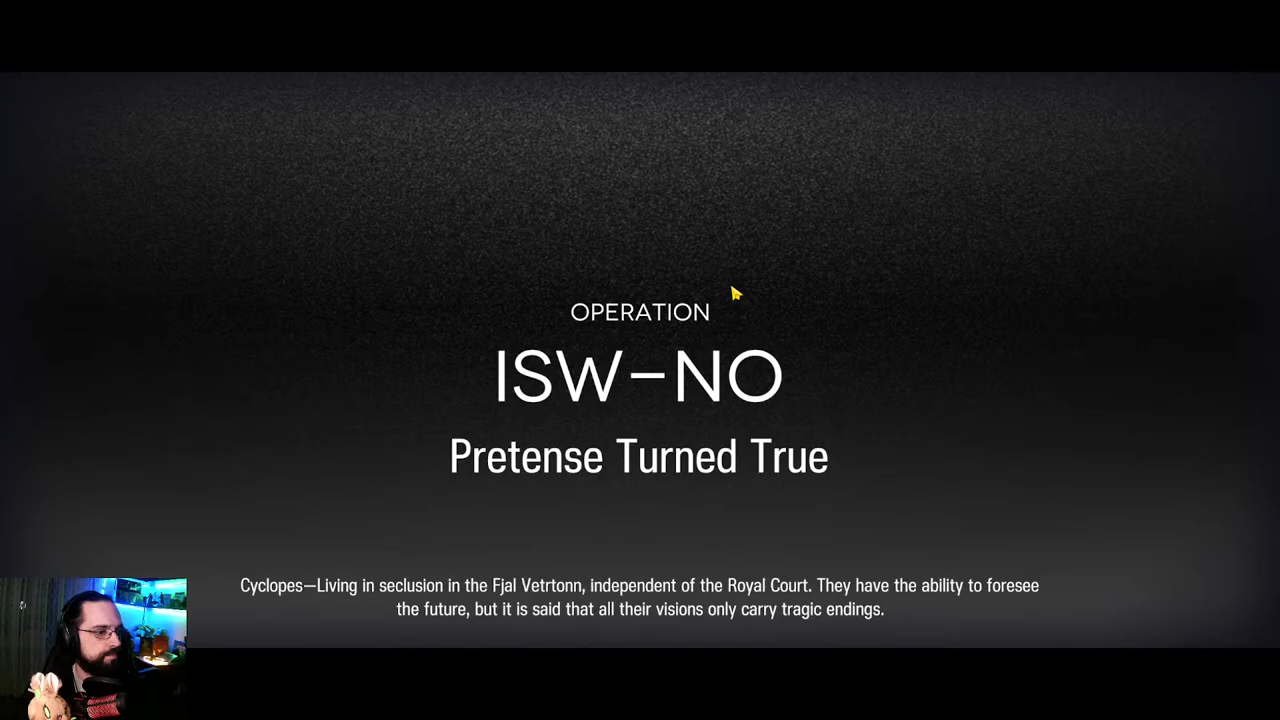 OPERATION
ISW-NO
Pretense Turned True
Cyclopes—Living in seclusion in the Fjal Vetrtonn, independent of the Royal Court. They have the ability to foresee
the future, but it is said that all their visions only carry tragic endings.